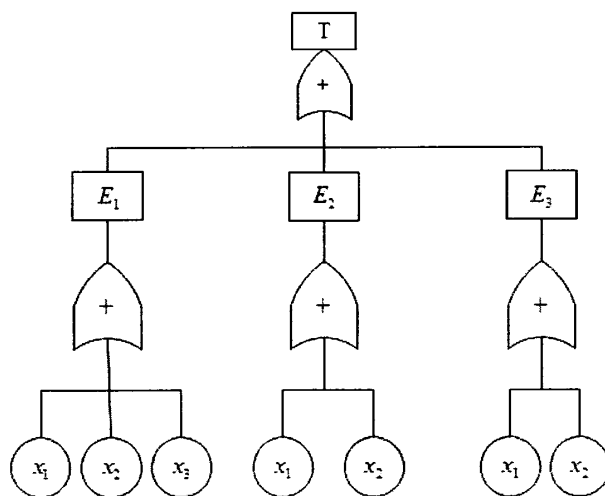 T
+
E₁ E₂ E₃
+ + +
x₁ x₂ x₃ x₁ x₂ x₁ x₂